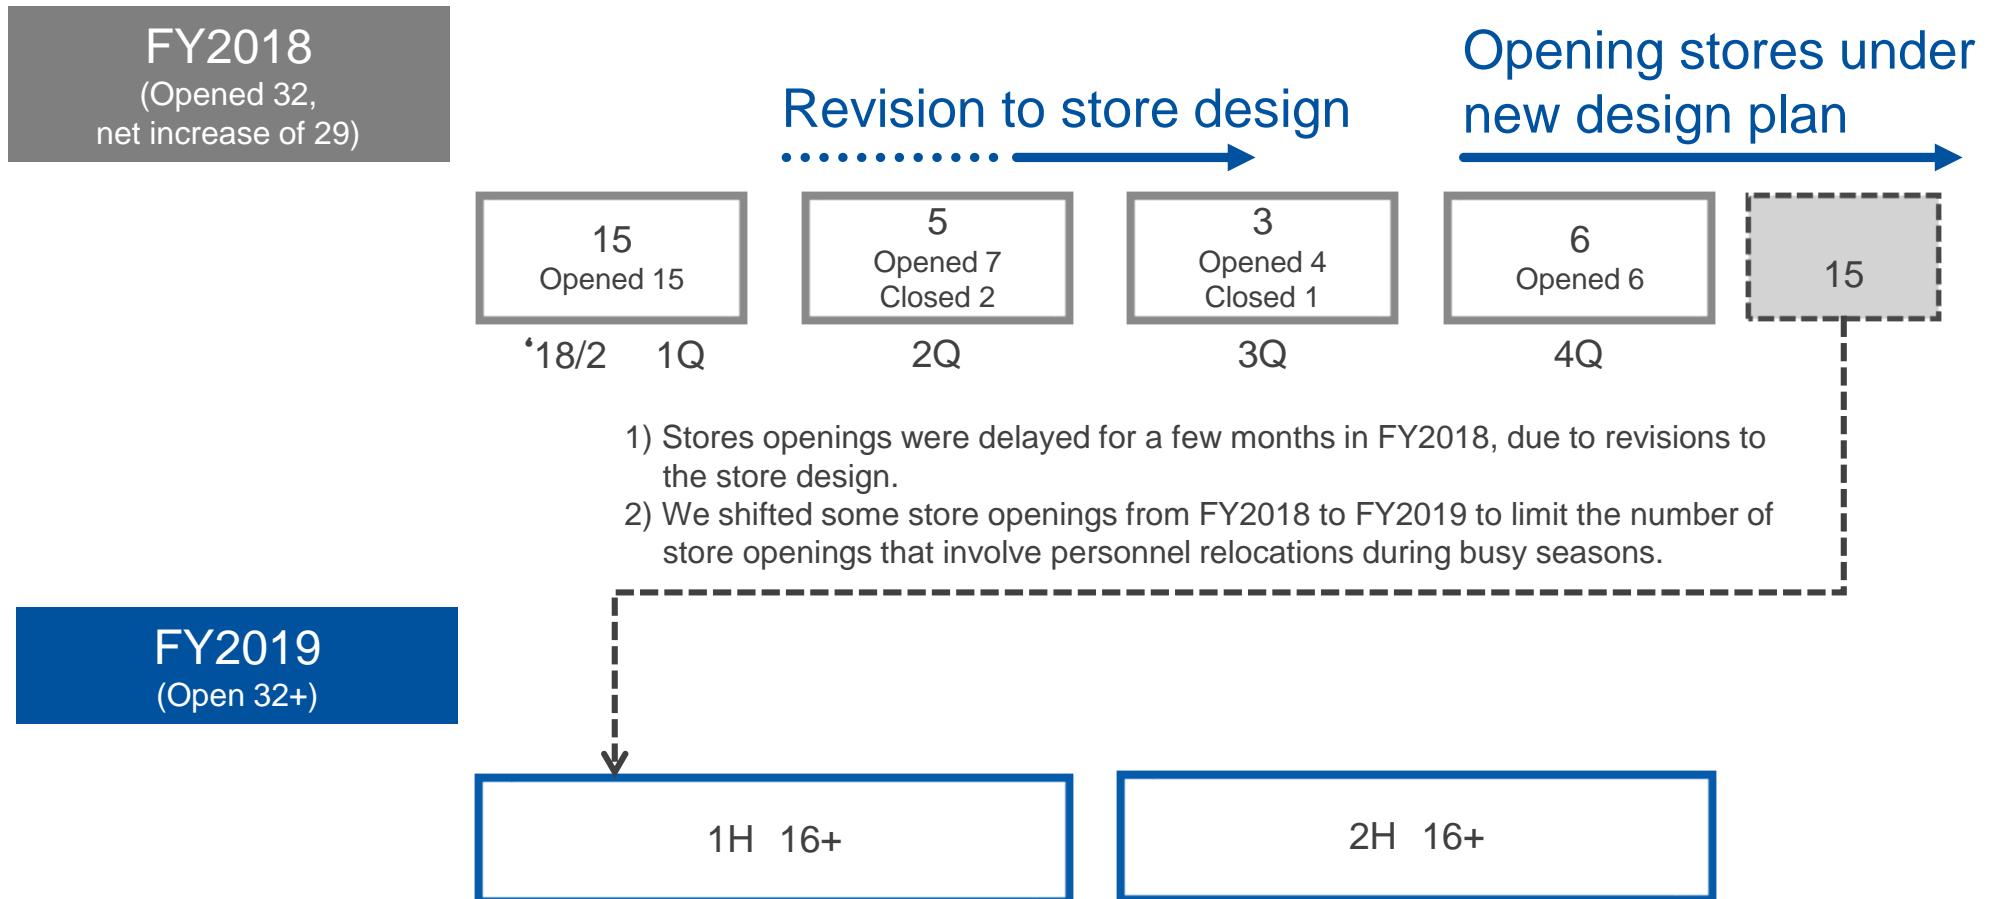 FY2018
(Opened 32,
net increase of 29)
Revision to store design
Opening stores under
new design plan
15
Opened 15
5
Opened 7
Closed 2
3
Opened 4
Closed 1
6
Opened 6
15
‘18/2 1Q
2Q
3Q
4Q
1) Stores openings were delayed for a few months in FY2018, due to revisions to
the store design.
2) We shifted some store openings from FY2018 to FY2019 to limit the number of
store openings that involve personnel relocations during busy seasons.
FY2019
(Open 32+)
1H 16+
2H 16+